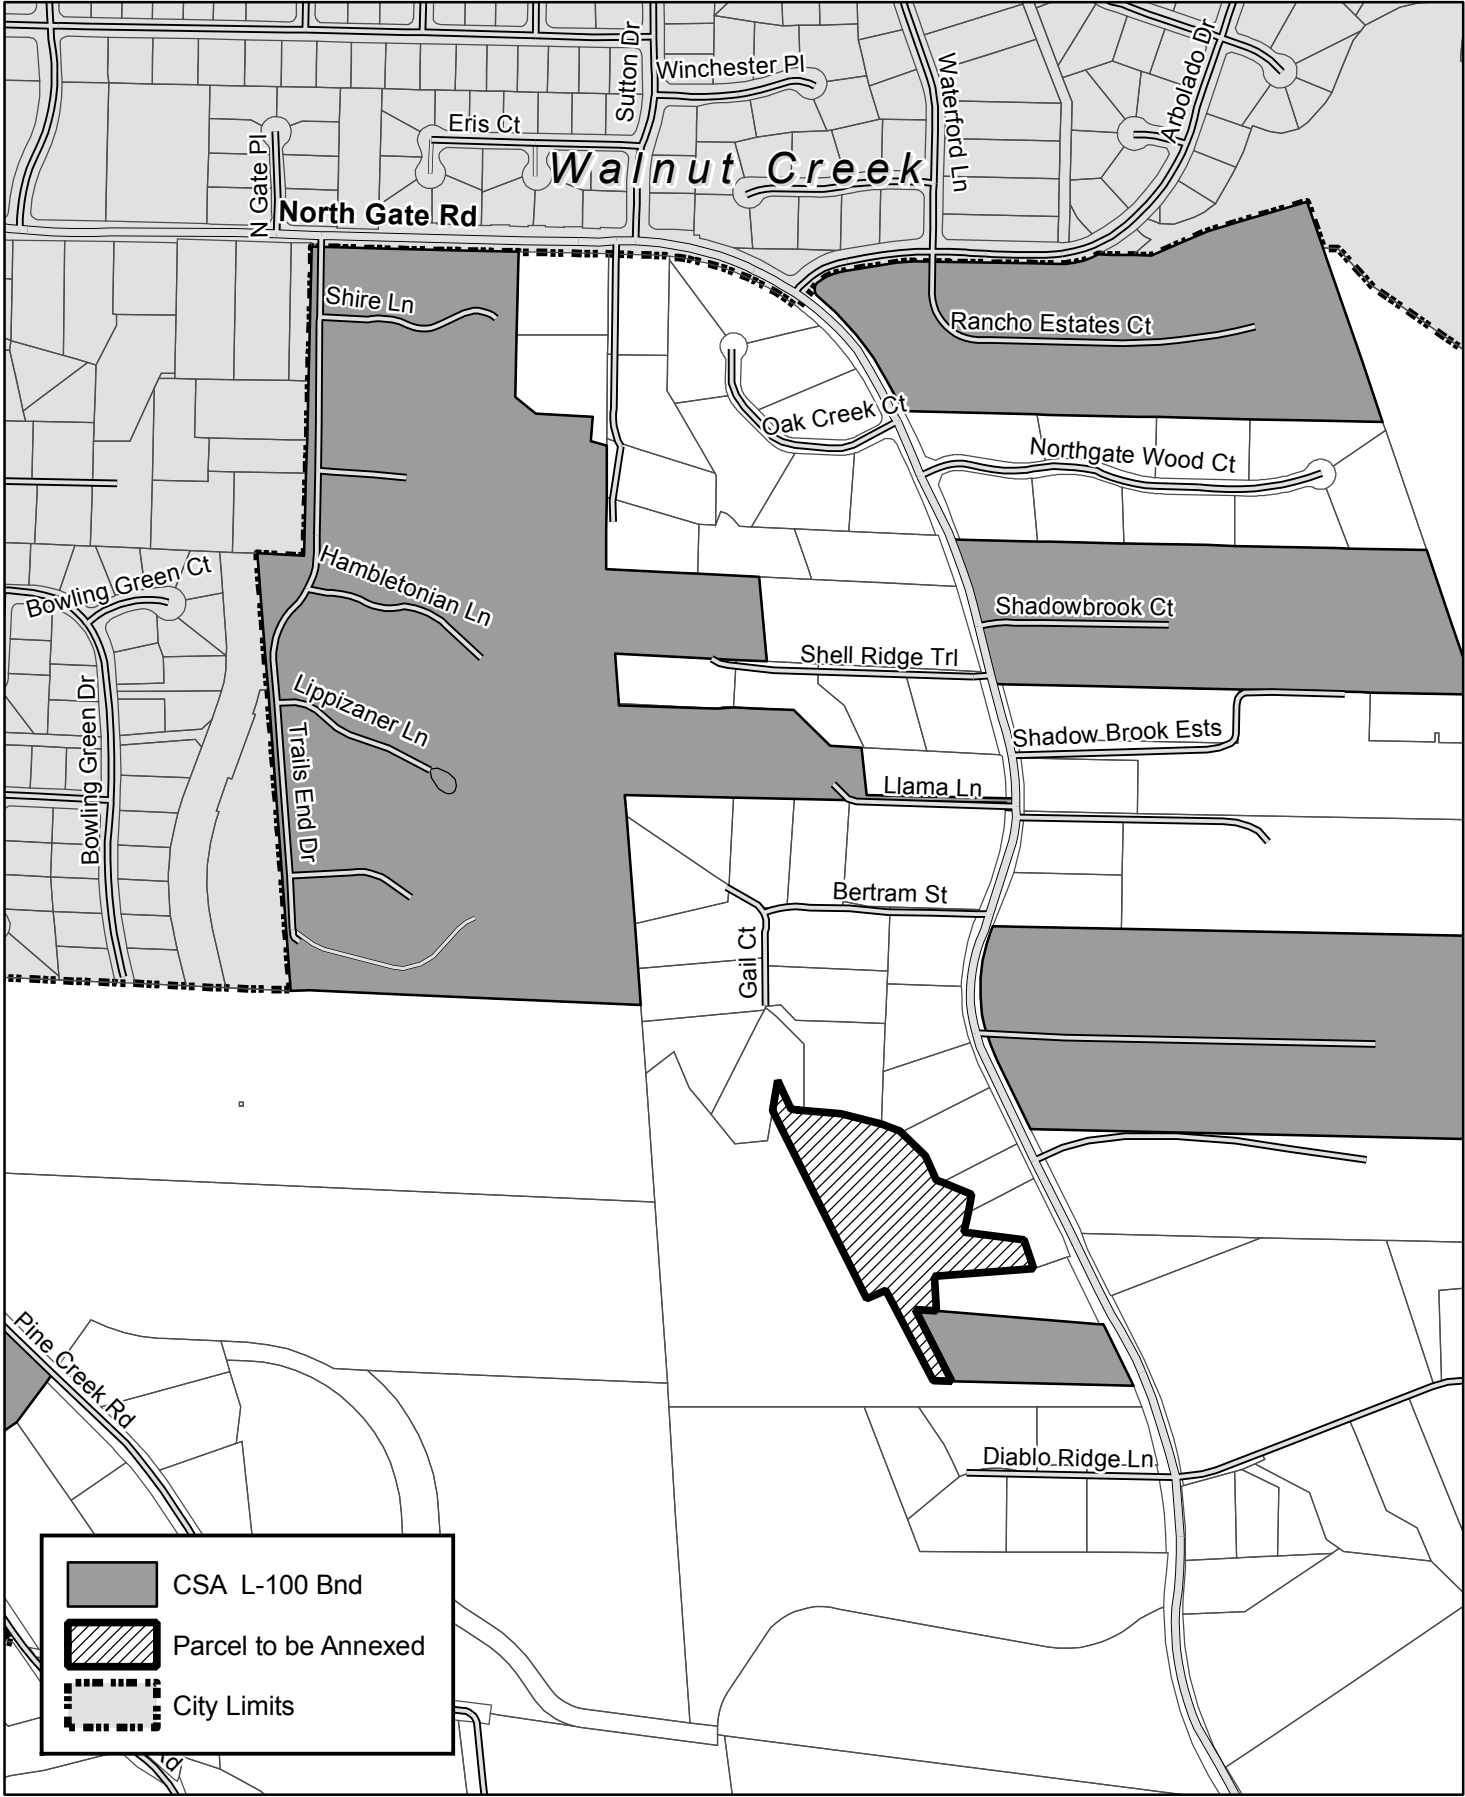 Sutton Dr
Winchester Pl
Waterford Ln
Arbolado Dr
Eris Ct
N Gate Pl
Walnut Creek
North Gate Rd
Shire Ln
Rancho Estates Ct
Oak Creek Ct
Northgate Wood Ct
Hambletonian Ln
Bowling Green Ct
Shadowbrook Ct
Shell Ridge Trl
Lippizaner Ln
Bowling Green Dr
Trails End Dr
Shadow Brook Ests
Llama Ln
Bertram St
Gail Ct
Pine Creek Rd
Diablo Ridge Ln
CSA L-100 Bnd
Parcel to be Annexed
City Limits